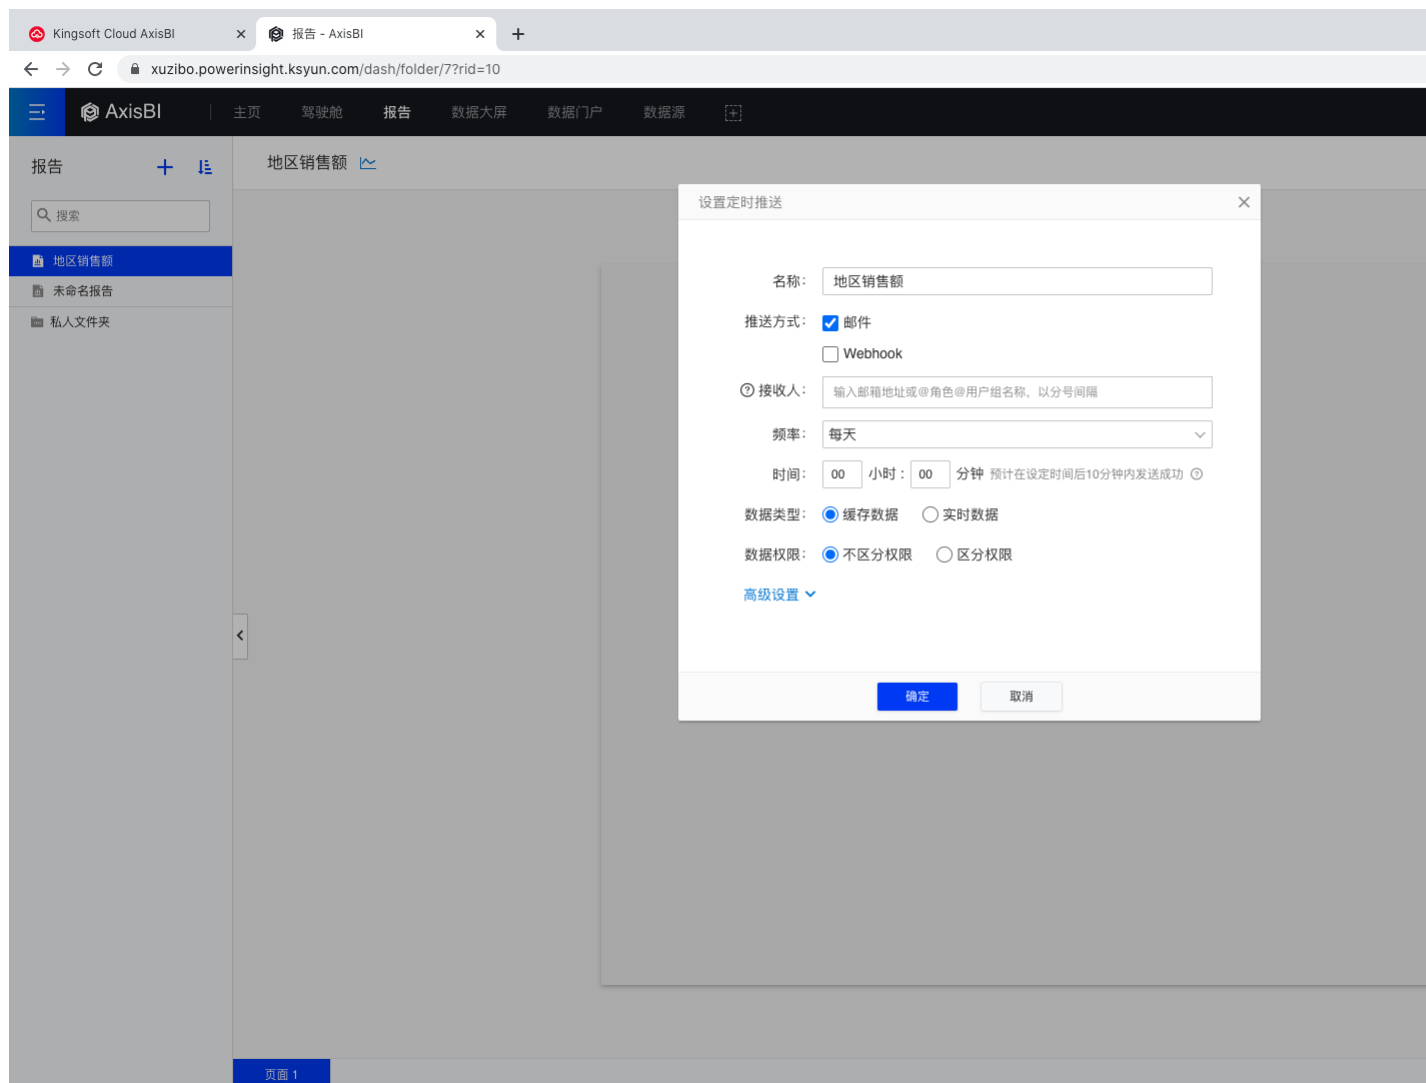 Kingsoft Cloud AxisBI
报告 - AxisBI
xuzibo.powerinsight.ksyun.com/dash/folder/7?rid=10
AxisBI 主页 驾驶舱 报告 数据大屏 数据门户 数据源
报告
地区销售额
搜索
地区销售额
未命名报告
私人文件夹
设置定时推送
名称: 地区销售额
推送方式: 邮件
Webhook
接收人: 输入邮箱地址或@角色@用户组名称，以分号间隔
频率: 每天
时间: 00 小时 : 00 分钟 预计在设定时间后10分钟内发送成功
数据类型: 缓存数据 实时数据
数据权限: 不区分权限 区分权限
高级设置
确定 取消
页面 1